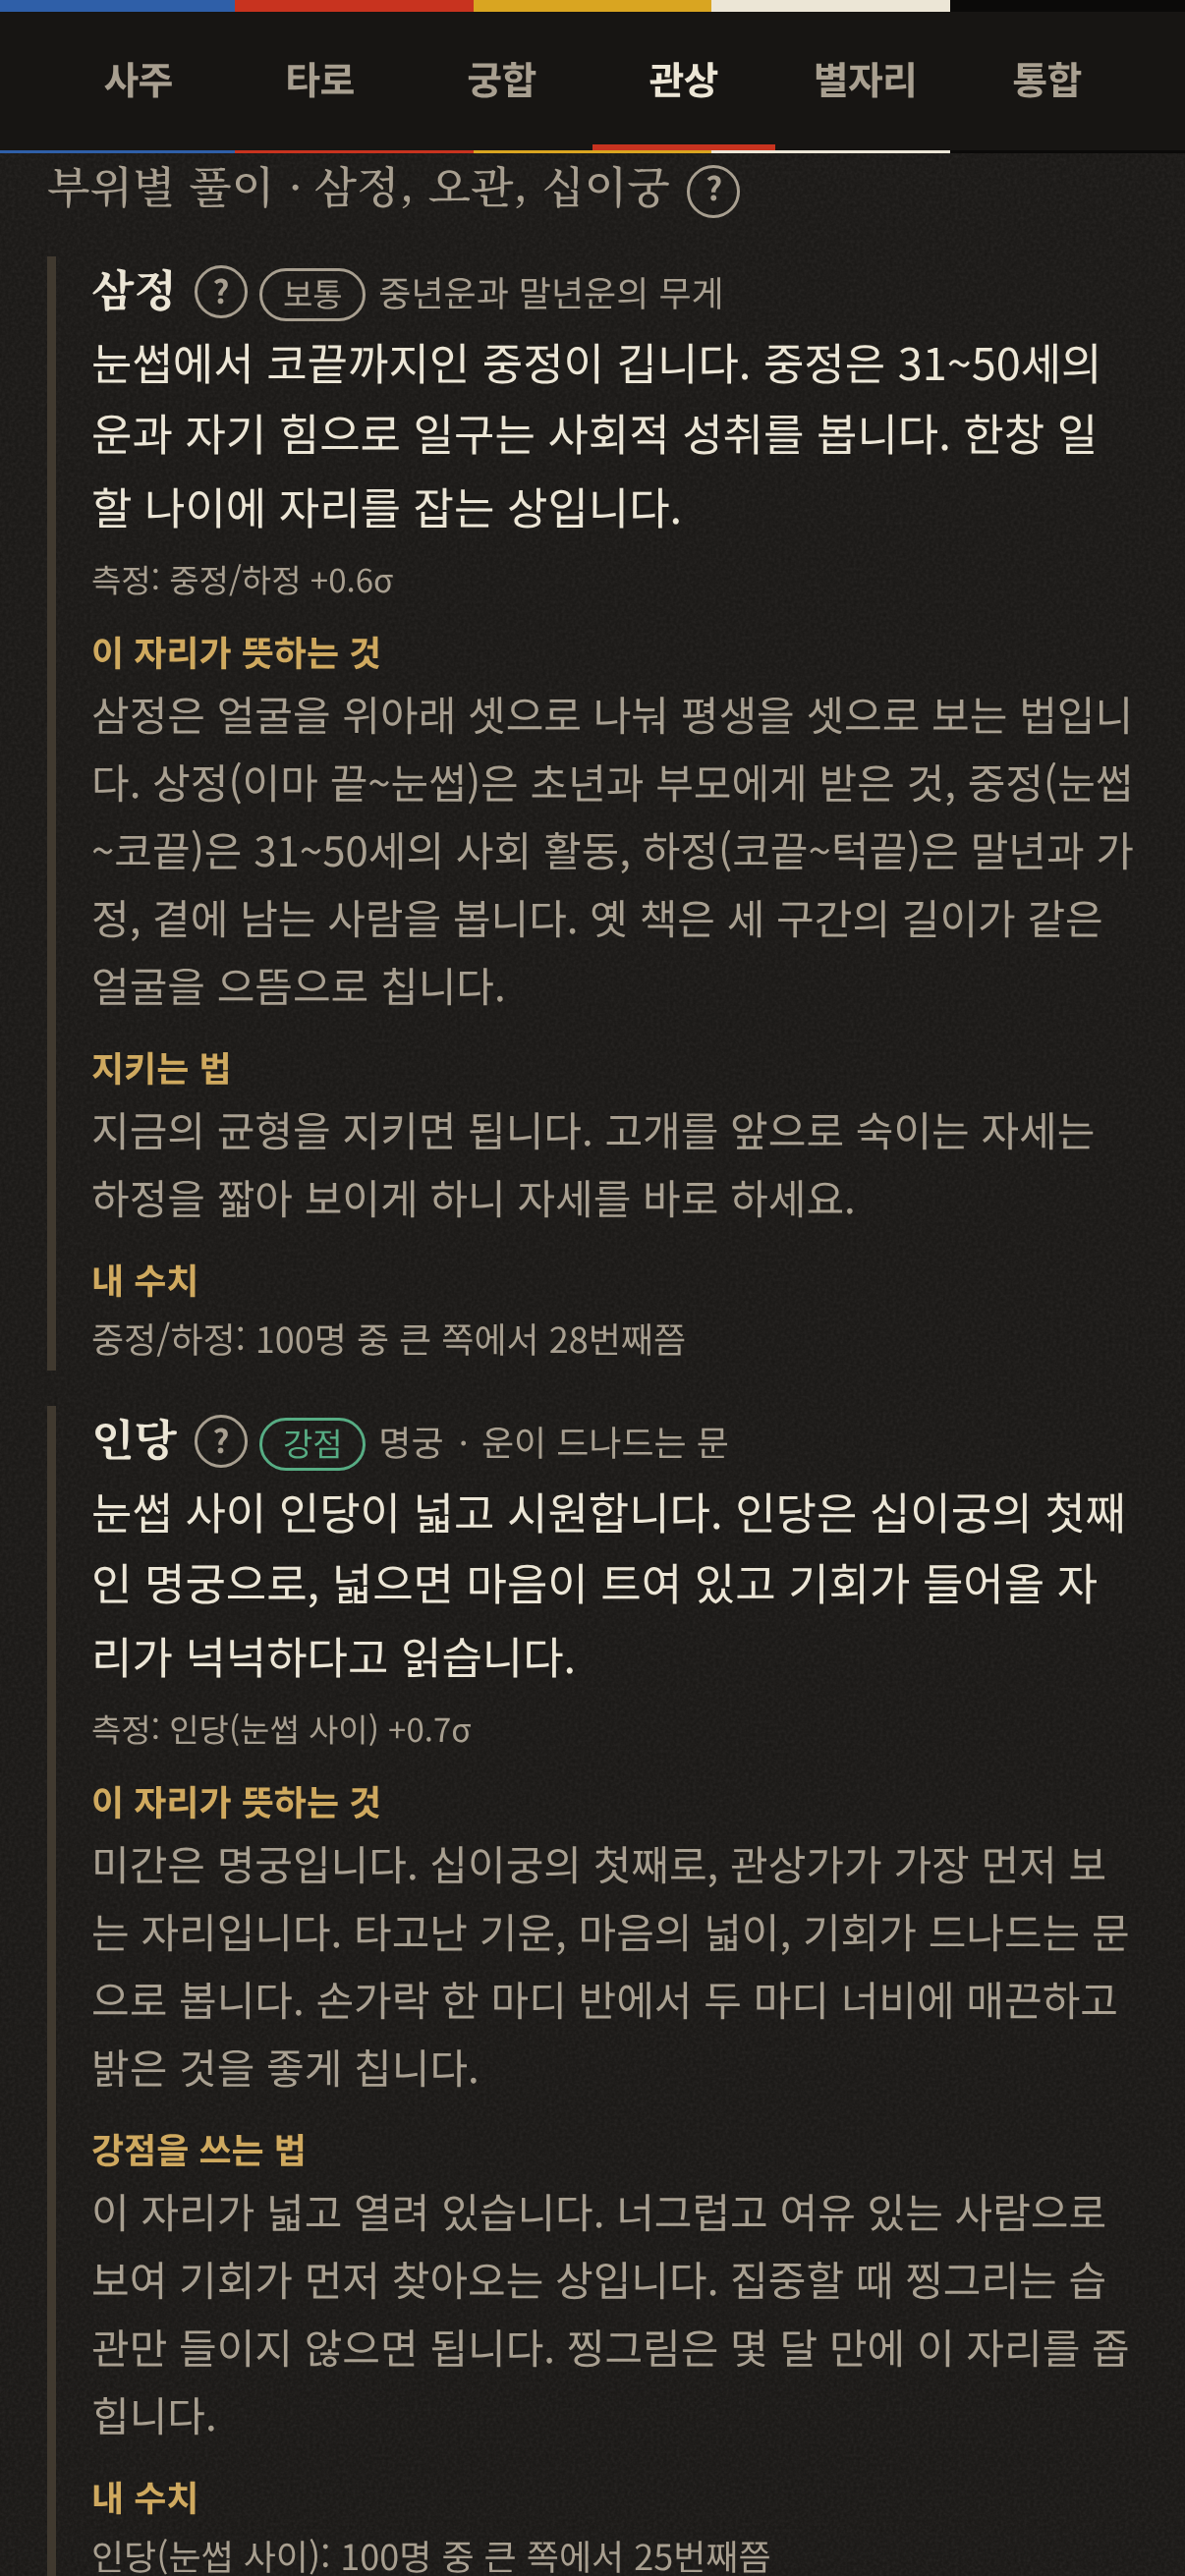 사주 타로 궁합 관상 별자리 통합
부위별 풀이 · 삼정, 오관, 십이궁 ?
삼정 ? 보통 중년운과 말년운의 무게
눈썹에서 코끝까지인 중정이 깁니다. 중정은 31~50세의
운과 자기 힘으로 일구는 사회적 성취를 봅니다. 한창 일
할 나이에 자리를 잡는 상입니다.
측정: 중정/하정 +0.6σ
이 자리가 뜻하는 것
삼정은 얼굴을 위아래 셋으로 나눠 평생을 셋으로 보는 법입니
다. 상정(이마 끝~눈썹)은 초년과 부모에게 받은 것, 중정(눈썹
~코끝)은 31~50세의 사회 활동, 하정(코끝~턱끝)은 말년과 가
정, 곁에 남는 사람을 봅니다. 옛 책은 세 구간의 길이가 같은
얼굴을 으뜸으로 칩니다.
지키는 법
지금의 균형을 지키면 됩니다. 고개를 앞으로 숙이는 자세는
하정을 짧아 보이게 하니 자세를 바로 하세요.
내 수치
중정/하정: 100명 중 큰 쪽에서 28번째쯤
인당 ? 강점 명궁 · 운이 드나드는 문
눈썹 사이 인당이 넓고 시원합니다. 인당은 십이궁의 첫째
인 명궁으로, 넓으면 마음이 트여 있고 기회가 들어올 자
리가 넉넉하다고 읽습니다.
측정: 인당(눈썹 사이) +0.7σ
이 자리가 뜻하는 것
미간은 명궁입니다. 십이궁의 첫째로, 관상가가 가장 먼저 보
는 자리입니다. 타고난 기운, 마음의 넓이, 기회가 드나드는 문
으로 봅니다. 손가락 한 마디 반에서 두 마디 너비에 매끈하고
밝은 것을 좋게 칩니다.
강점을 쓰는 법
이 자리가 넓고 열려 있습니다. 너그럽고 여유 있는 사람으로
보여 기회가 먼저 찾아오는 상입니다. 집중할 때 찡그리는 습
관만 들이지 않으면 됩니다. 찡그림은 몇 달 만에 이 자리를 좁
힙니다.
내 수치
인당(눈썹 사이): 100명 중 큰 쪽에서 25번째쯤